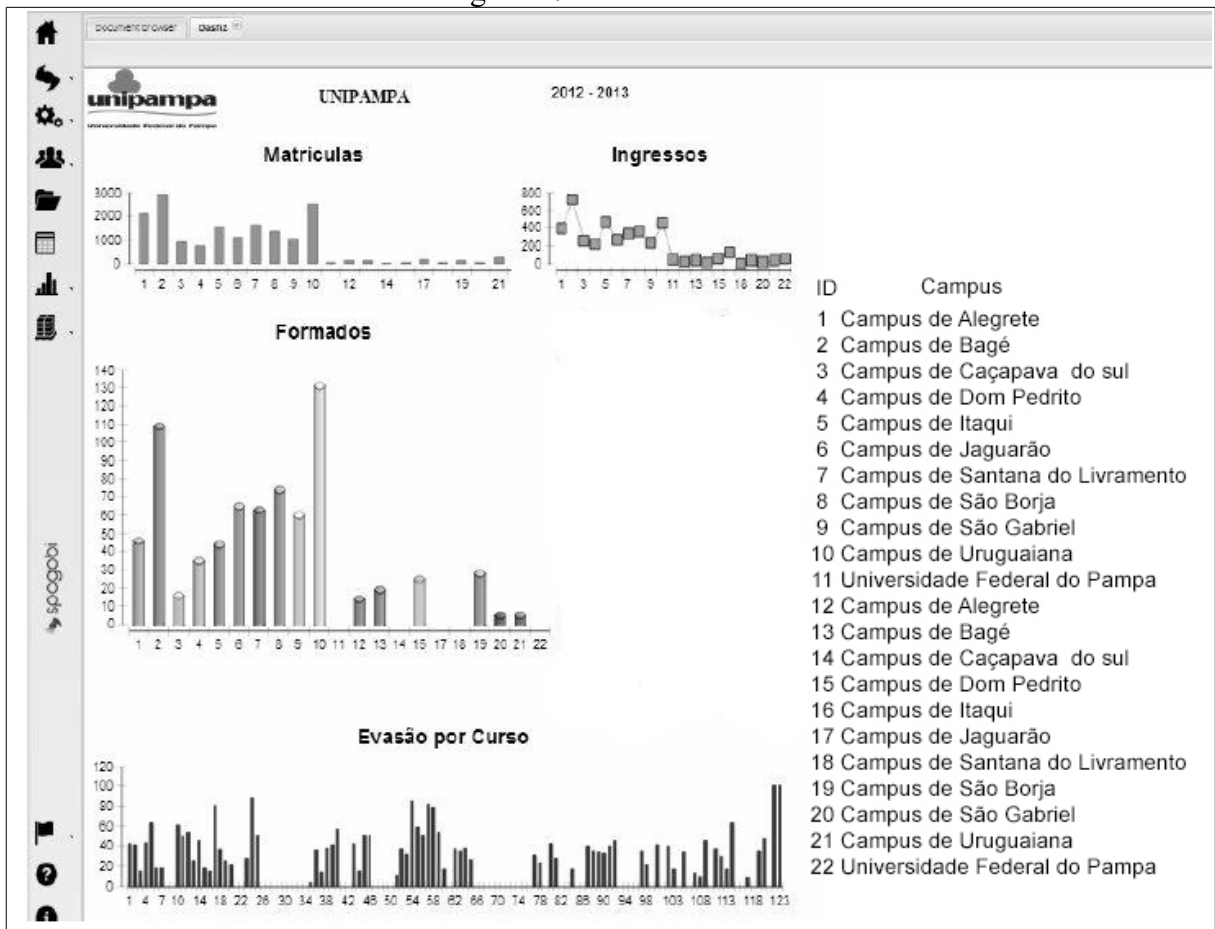 Document browser
unipampa
Universidade Federal do Pampa
UNIPAMPA
2012 - 2013
Matriculas
3000
2000
1000
0
1 2 3 4 5 6 7 8 9 10 12 14 17 19 21
Ingressos
800
600
400
200
0
1 3 5 7 9 11 13 15 18 20 22
Formados
140
130
120
100
90
80
70
60
50
40
30
20
10
0
1 2 3 4 5 6 7 8 9 10 11 12 13 14 15 17 18 19 20 21 22
Evasão por Curso
120
100
80
60
40
20
0
1 4 7 10 14 18 22 26 30 34 38 42 46 50 54 58 62 66 70 74 78 82 86 90 94 98 103 108 113 118 123
ID Campus
1 Campus de Alegrete
2 Campus de Bagé
3 Campus de Caçapava do sul
4 Campus de Dom Pedrito
5 Campus de Itaqui
6 Campus de Jaguarão
7 Campus de Santana do Livramento
8 Campus de São Borja
9 Campus de São Gabriel
10 Campus de Uruguaiana
11 Universidade Federal do Pampa
12 Campus de Alegrete
13 Campus de Bagé
14 Campus de Caçapava do sul
15 Campus de Dom Pedrito
16 Campus de Itaqui
17 Campus de Jaguarão
18 Campus de Santana do Livramento
19 Campus de São Borja
20 Campus de São Gabriel
21 Campus de Uruguaiana
22 Universidade Federal do Pampa
spagobi